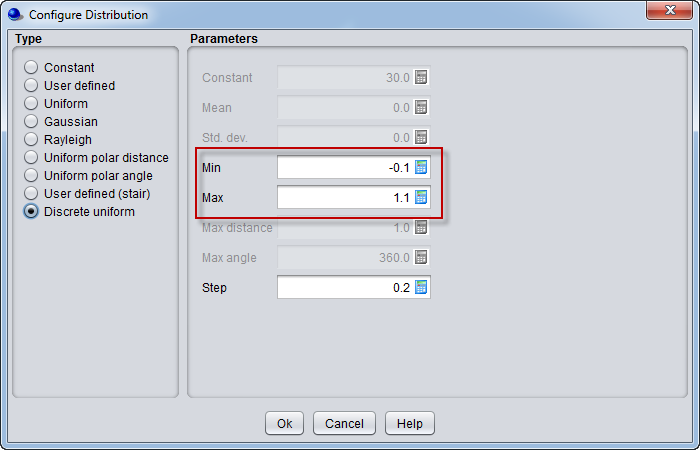 Configure Distribution
Type
Constant
User defined
Uniform
Gaussian
Rayleigh
Uniform polar distance
Uniform polar angle
User defined (stair)
Discrete uniform
Parameters
Constant 30.0
Mean 0.0
Std. dev. 0.0
Min -0.1
Max 1.1
Max distance 1.0
Max angle 360.0
Step 0.2
Ok Cancel Help